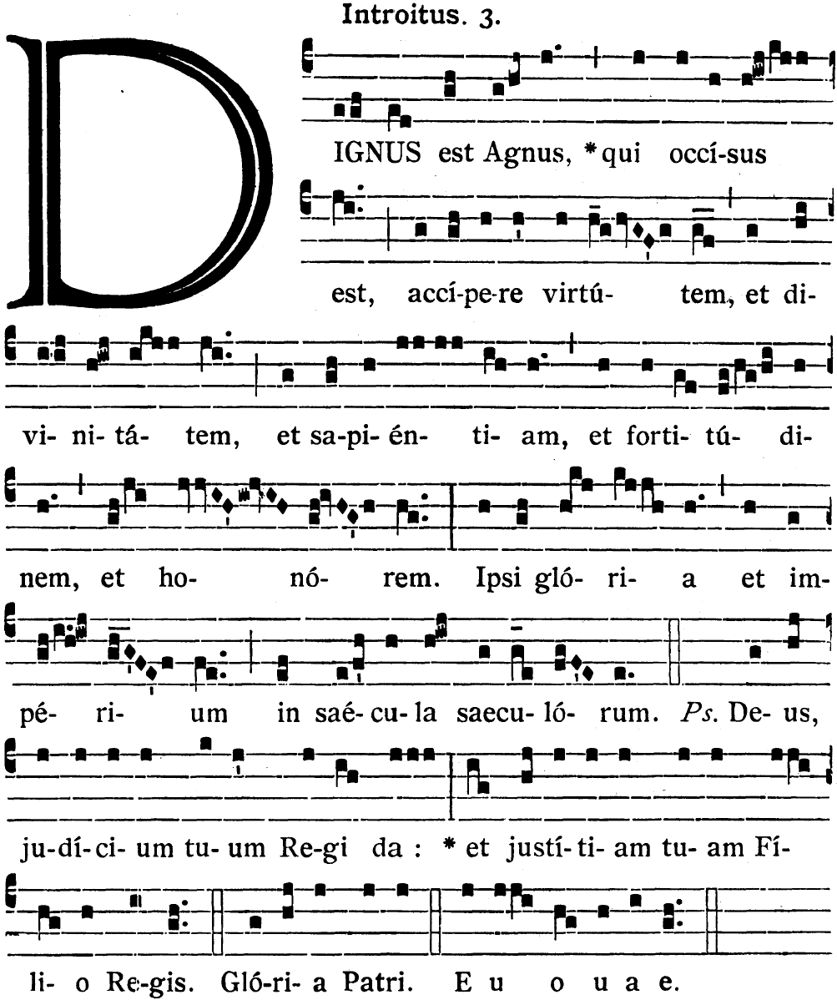 Introitus. 3.
DIGNUS est Agnus, * qui occí-sus
est, accí-pe-re virtú- tem, et di-
vi- ni- tá- tem, et sa-pi- én- ti- am, et forti- tú- di-
nem, et ho- nó- rem. Ipsi gló- ri- a et im-
pé- ri- um in saé-cu- la saecu- ló- rum. Ps. De- us,
ju-dí-ci- um tu- um Re-gi da : * et justí- ti- am tu- am Fí-
li- o Re-gis. Gló-ri- a Patri. E u o u a e.